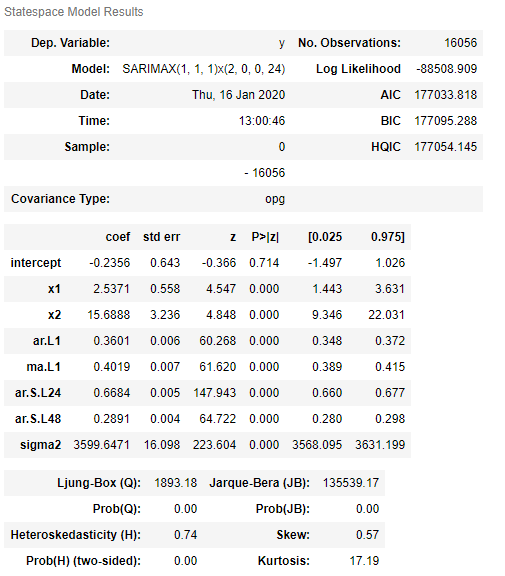 Statespace Model Results
Dep. Variable: y No. Observations: 16056
Model: SARIMAX(1, 1, 1)x(2, 0, 0, 24) Log Likelihood -88508.909
Date: Thu, 16 Jan 2020 AIC 177033.818
Time: 13:00:46 BIC 177095.288
Sample: 0 HQIC 177054.145
- 16056
Covariance Type: opg
coef std err z P>|z| [0.025 0.975]
intercept -0.2356 0.643 -0.366 0.714 -1.497 1.026
x1 2.5371 0.558 4.547 0.000 1.443 3.631
x2 15.6888 3.236 4.848 0.000 9.346 22.031
ar.L1 0.3601 0.006 60.268 0.000 0.348 0.372
ma.L1 0.4019 0.007 61.620 0.000 0.389 0.415
ar.S.L24 0.6684 0.005 147.943 0.000 0.660 0.677
ar.S.L48 0.2891 0.004 64.722 0.000 0.280 0.298
sigma2 3599.6471 16.098 223.604 0.000 3568.095 3631.199
Ljung-Box (Q): 1893.18 Jarque-Bera (JB): 135539.17
Prob(Q): 0.00 Prob(JB): 0.00
Heteroskedasticity (H): 0.74 Skew: 0.57
Prob(H) (two-sided): 0.00 Kurtosis: 17.19